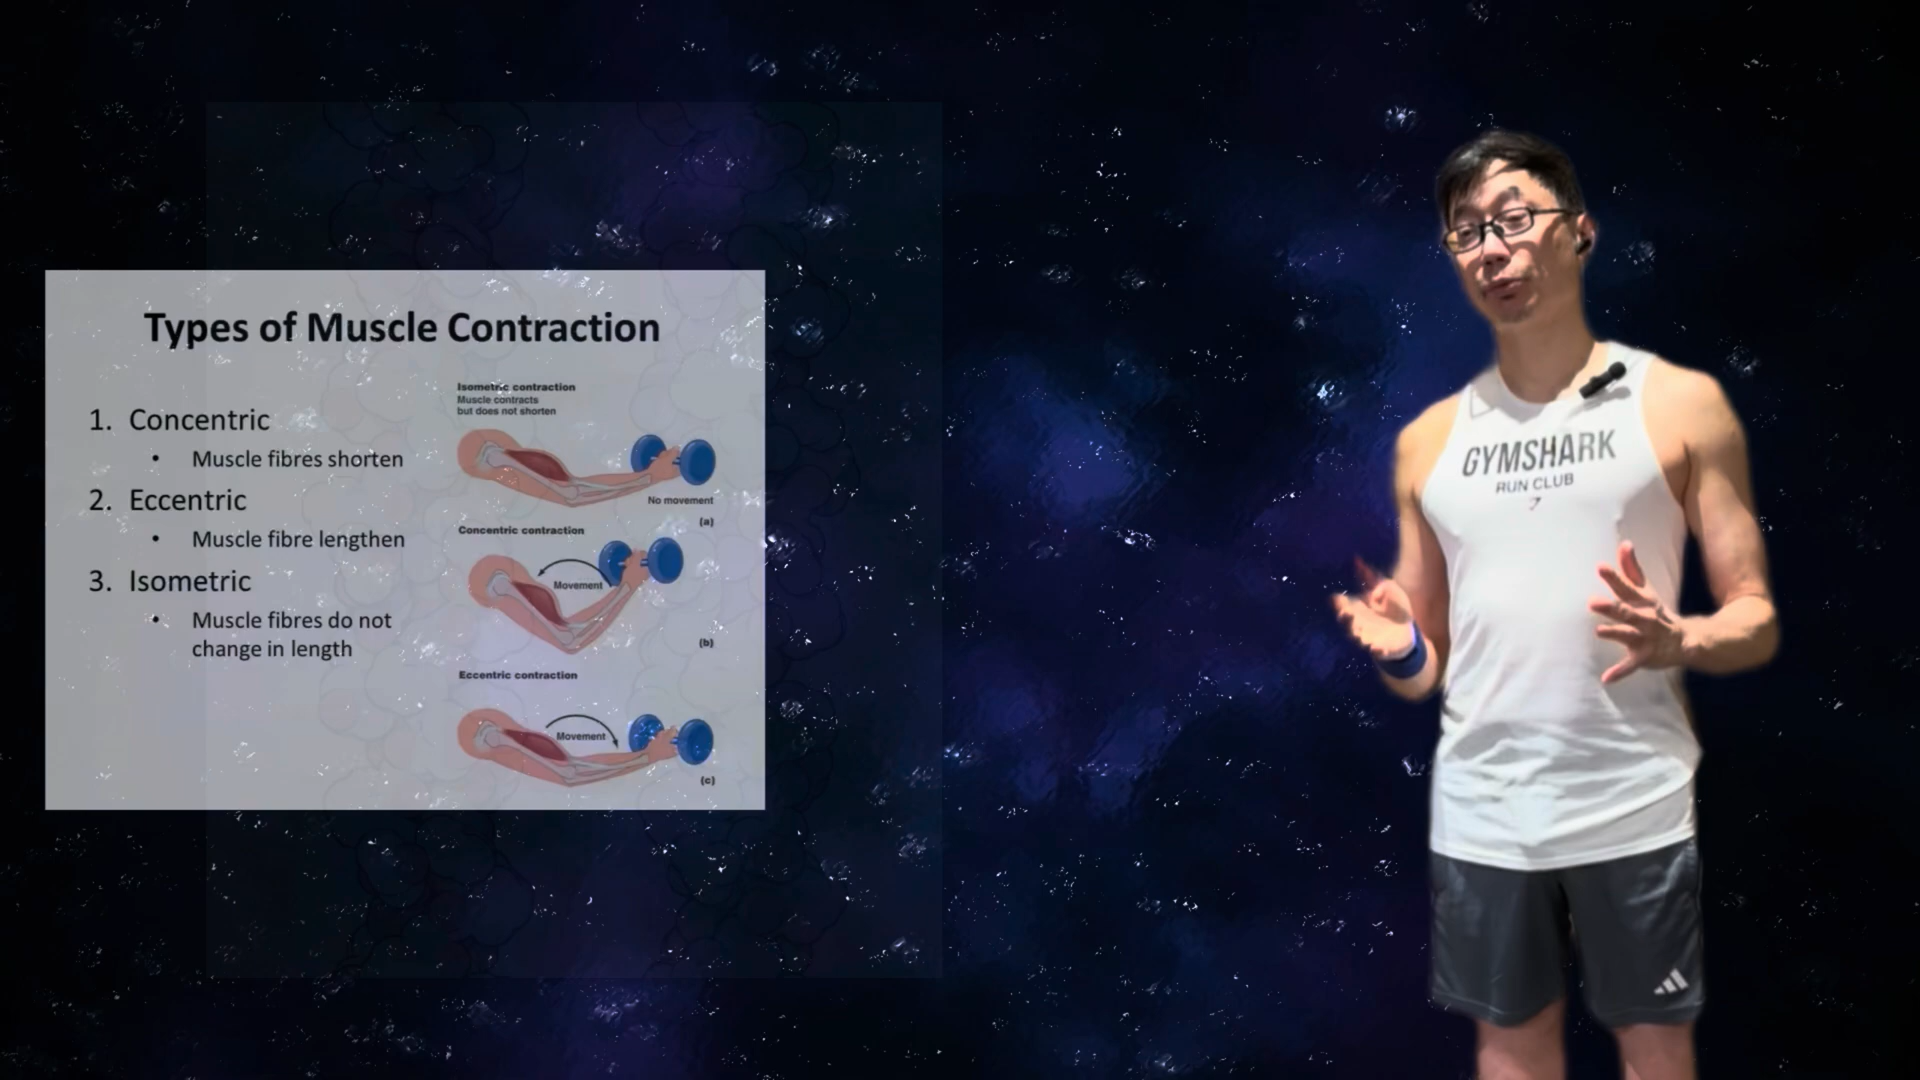 Types of Muscle Contraction
1. Concentric
• Muscle fibres shorten
2. Eccentric
• Muscle fibre lengthen
3. Isometric
• Muscle fibres do not
change in length
Isometric contraction
Muscle contracts
but does not shorten
No movement
(a)
Concentric contraction
Movement
(b)
Eccentric contraction
Movement
(c)
GYMSHARK
RUN CLUB